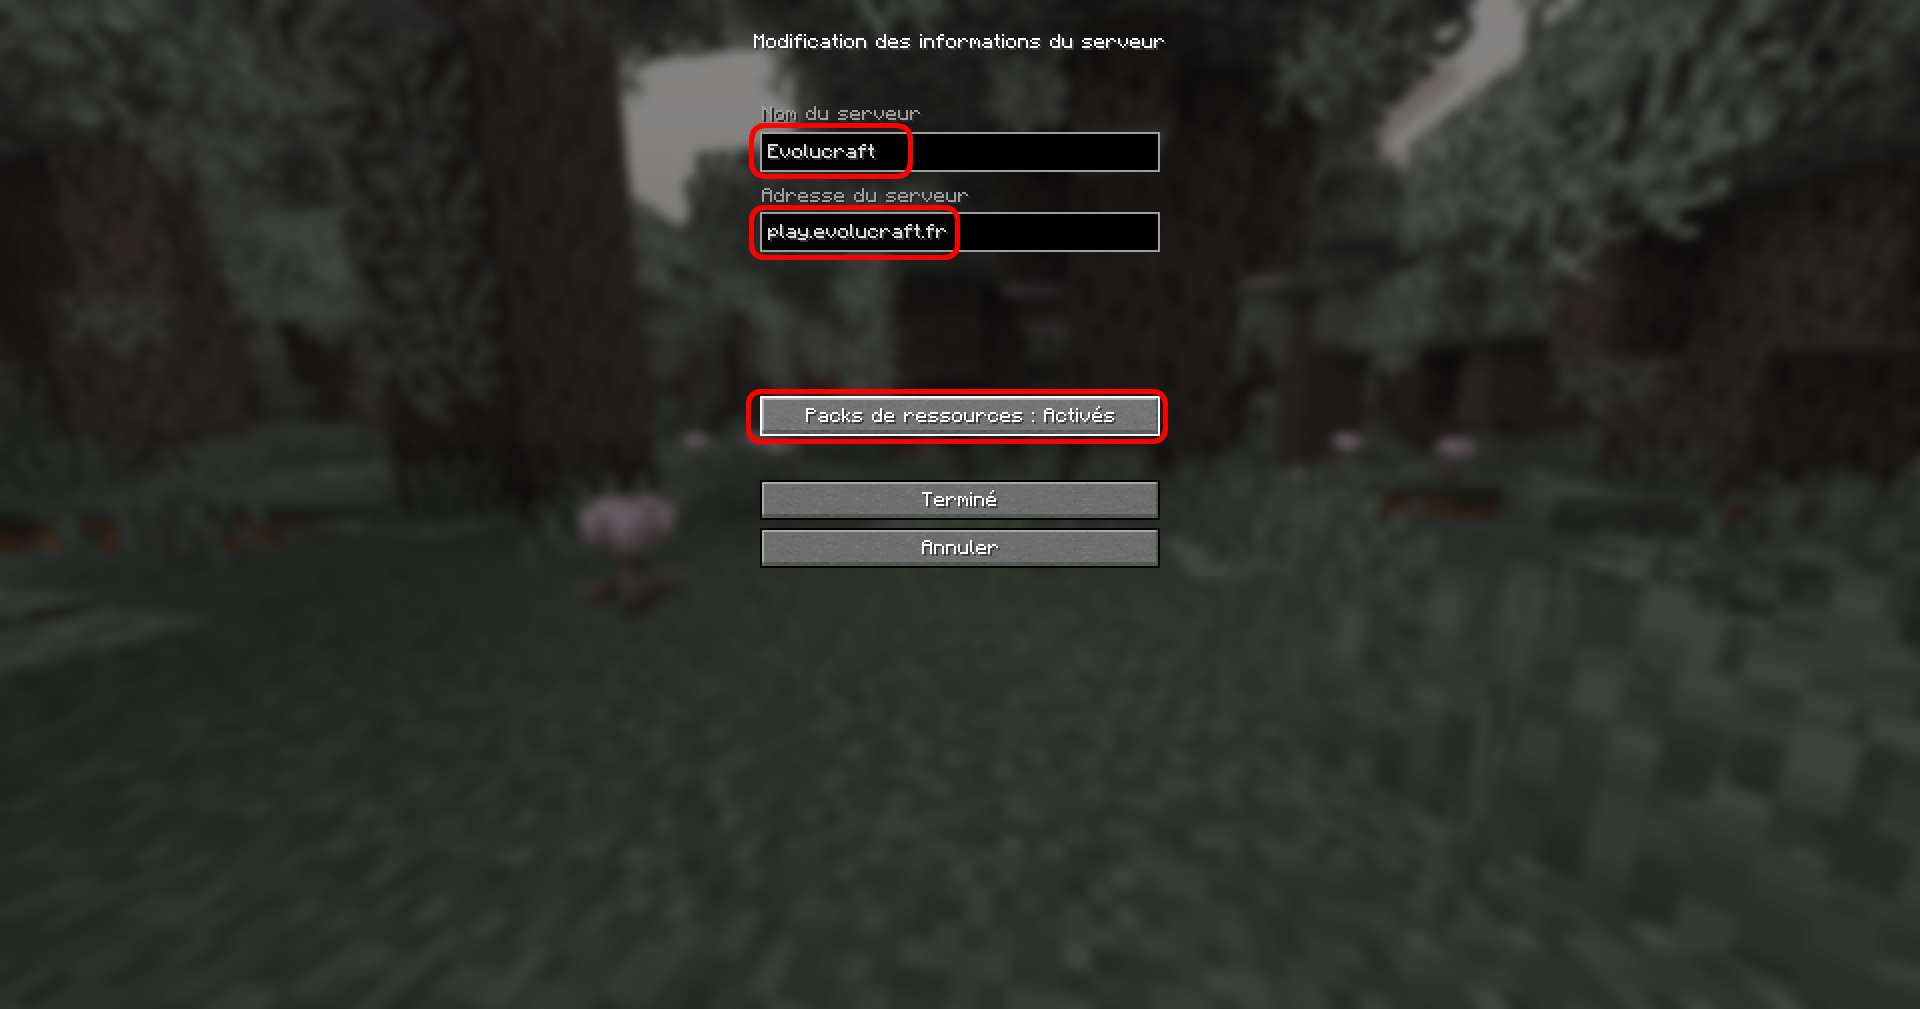 Modification des informations du serveur
Nom du serveur
Evolucraft
Adresse du serveur
play.evolucraft.fr
Packs de ressources : Activés
Terminé
Annuler